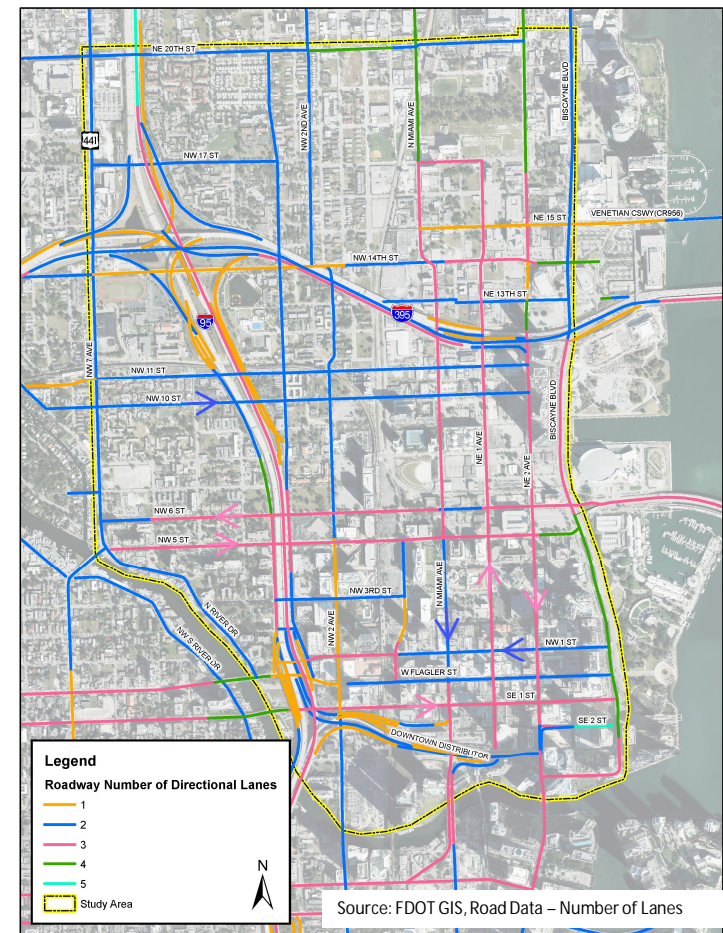 NE 20TH ST
BISCAYNE BLVD
441
NW 2ND AVE
N MIAMI AVE
NW 17 ST
NE 15 ST
VENETIAN CSWY(CR956)
NW 14TH ST
NE 13TH ST
95
395
NW 7 AVE
NW 11 ST
NW 10 ST
BISCAYNE BLVD
NE 1 AVE
NE 2 AVE
NW 6 ST
NW 5 ST
N MIAMI AVE
NW 3RD ST
N RIVER DR
NW S RIVER DR
NW 2 AVE
NW 1 ST
W FLAGLER ST
SE 1 ST
SE 2 ST
DOWNTOWN DISTRIBUTOR
Legend
Roadway Number of Directional Lanes
1
2
3
4
5
Study Area
N
Source: FDOT GIS, Road Data – Number of Lanes